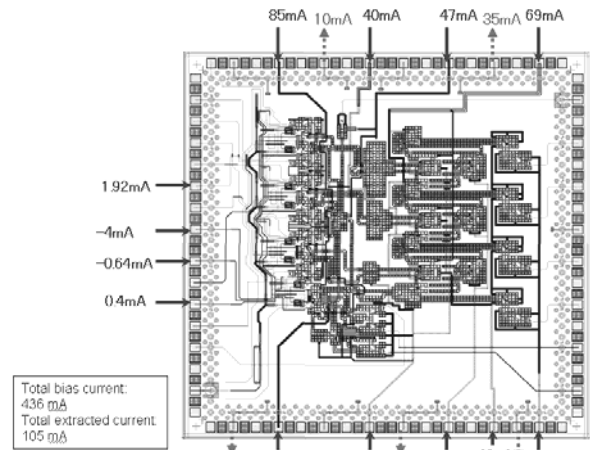 85mA 10mA 40mA 47mA 35mA 69mA
1.92mA
-4mA
-0.64mA
0.4mA
Total bias current:
436 mA
Total extracted current:
105 mA